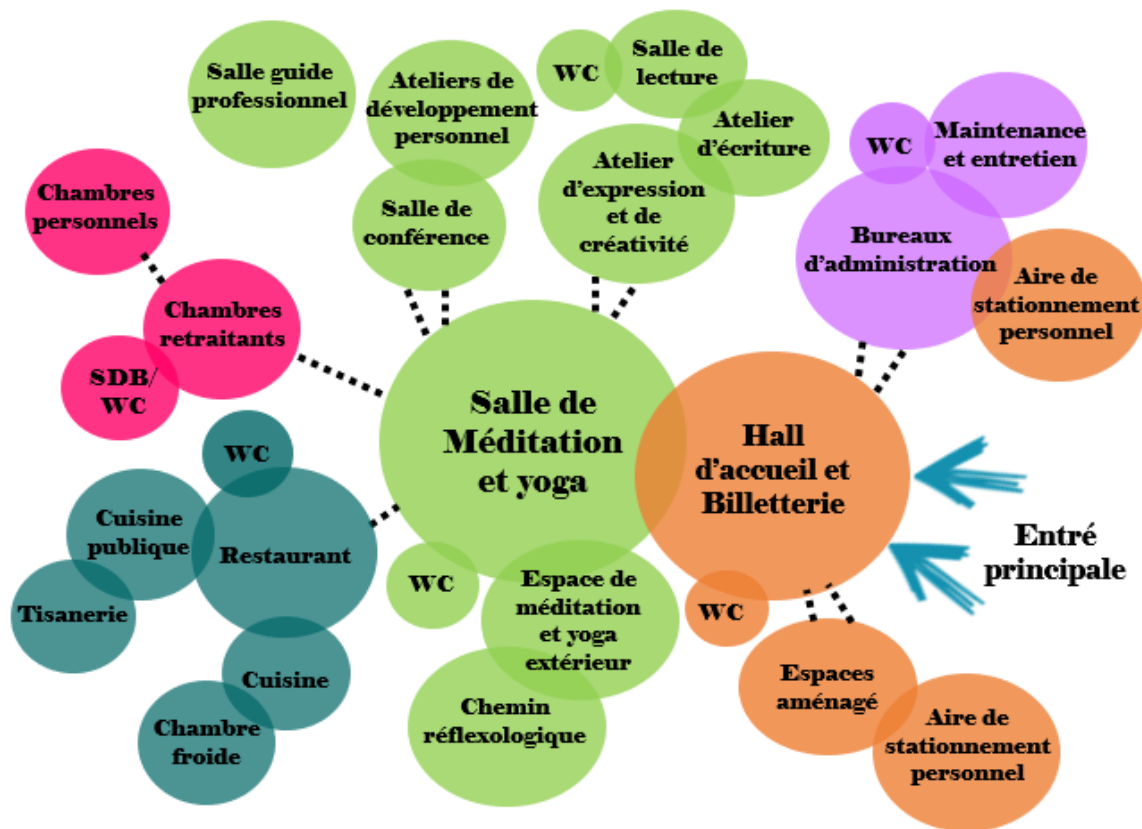 Salle guide
professionnel
Ateliers de
développement
personnel
WC
Salle de
lecture
Atelier
d'écriture
Atelier
d'expression
et de
créativité
Salle de
conférence
WC
Maintenance
et entretien
Bureaux
d'administration
Aire de
stationnement
personnel
Chambres
personnels
Chambres
retraitants
SDB/
WC
Salle de
Méditation
et yoga
Hall
d'accueil et
Billetterie
Entré
principale
WC
Cuisine
publique
Restaurant
Tisanerie
Cuisine
Chambre
froide
WC
Espace de
méditation
et yoga
extérieur
Chemin
réflexologique
WC
Espaces
aménagé
Aire de
stationnement
personnel